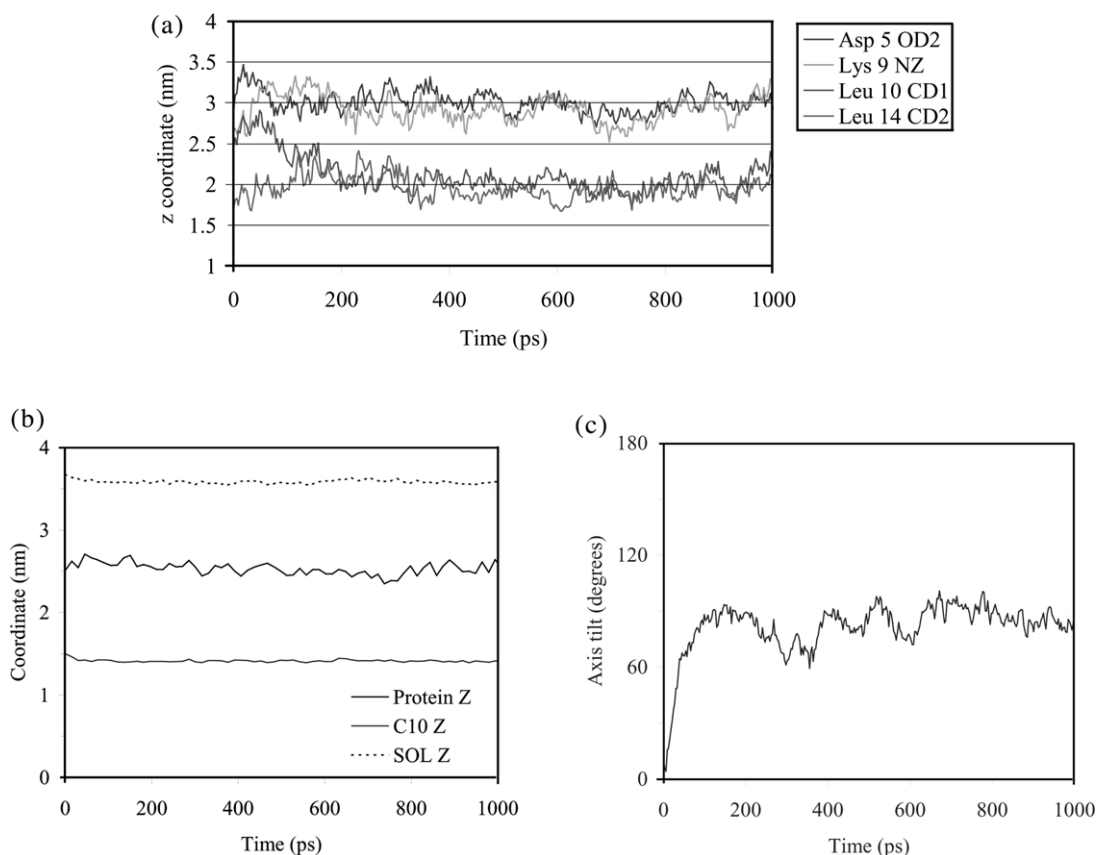 (a)
4
3.5
3
2.5
2
1.5
1
z coordinate (nm)
0 200 400 600 800 1000
Time (ps)
Asp 5 OD2
Lys 9 NZ
Leu 10 CD1
Leu 14 CD2
(b)
4
3
2
1
0
Coordinate (nm)
Protein Z
C10 Z
SOL Z
0 200 400 600 800 1000
Time (ps)
(c)
180
120
60
0
Axis tilt (degrees)
0 200 400 600 800 1000
Time (ps)